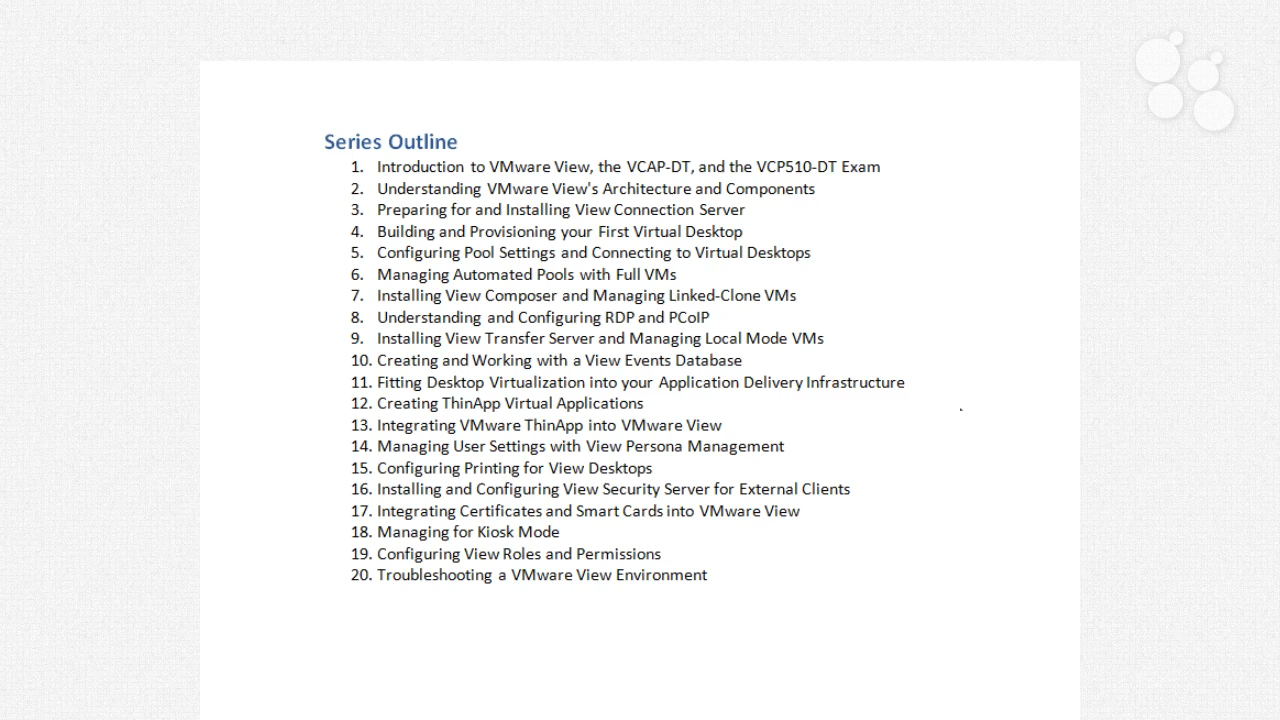 Series Outline
1. Introduction to VMware View, the VCAP-DT, and the VCP510-DT Exam
2. Understanding VMware View's Architecture and Components
3. Preparing for and Installing View Connection Server
4. Building and Provisioning your First Virtual Desktop
5. Configuring Pool Settings and Connecting to Virtual Desktops
6. Managing Automated Pools with Full VMs
7. Installing View Composer and Managing Linked-Clone VMs
8. Understanding and Configuring RDP and PCoIP
9. Installing View Transfer Server and Managing Local Mode VMs
10. Creating and Working with a View Events Database
11. Fitting Desktop Virtualization into your Application Delivery Infrastructure
12. Creating ThinApp Virtual Applications
13. Integrating VMware ThinApp into VMware View
14. Managing User Settings with View Persona Management
15. Configuring Printing for View Desktops
16. Installing and Configuring View Security Server for External Clients
17. Integrating Certificates and Smart Cards into VMware View
18. Managing for Kiosk Mode
19. Configuring View Roles and Permissions
20. Troubleshooting a VMware View Environment